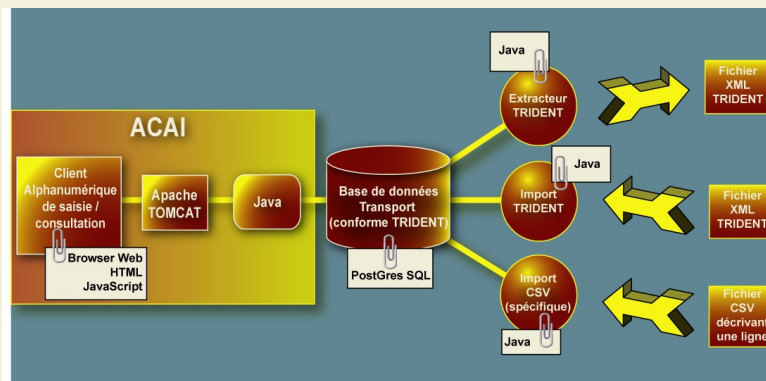 ACAI
Client
Alphanumérique
de saisie /
consultation
Browser Web
HTML
JavaScript
Apache
TOMCAT
Java
Base de données
Transport
(conforme TRIDENT)
PostGres SQL
Java
Extracteur
TRIDENT
Fichier
XML
TRIDENT
Java
Import
TRIDENT
Fichier
XML
TRIDENT
Import
CSV
(spécifique)
Java
Fichier
CSV
décrivant
une ligne